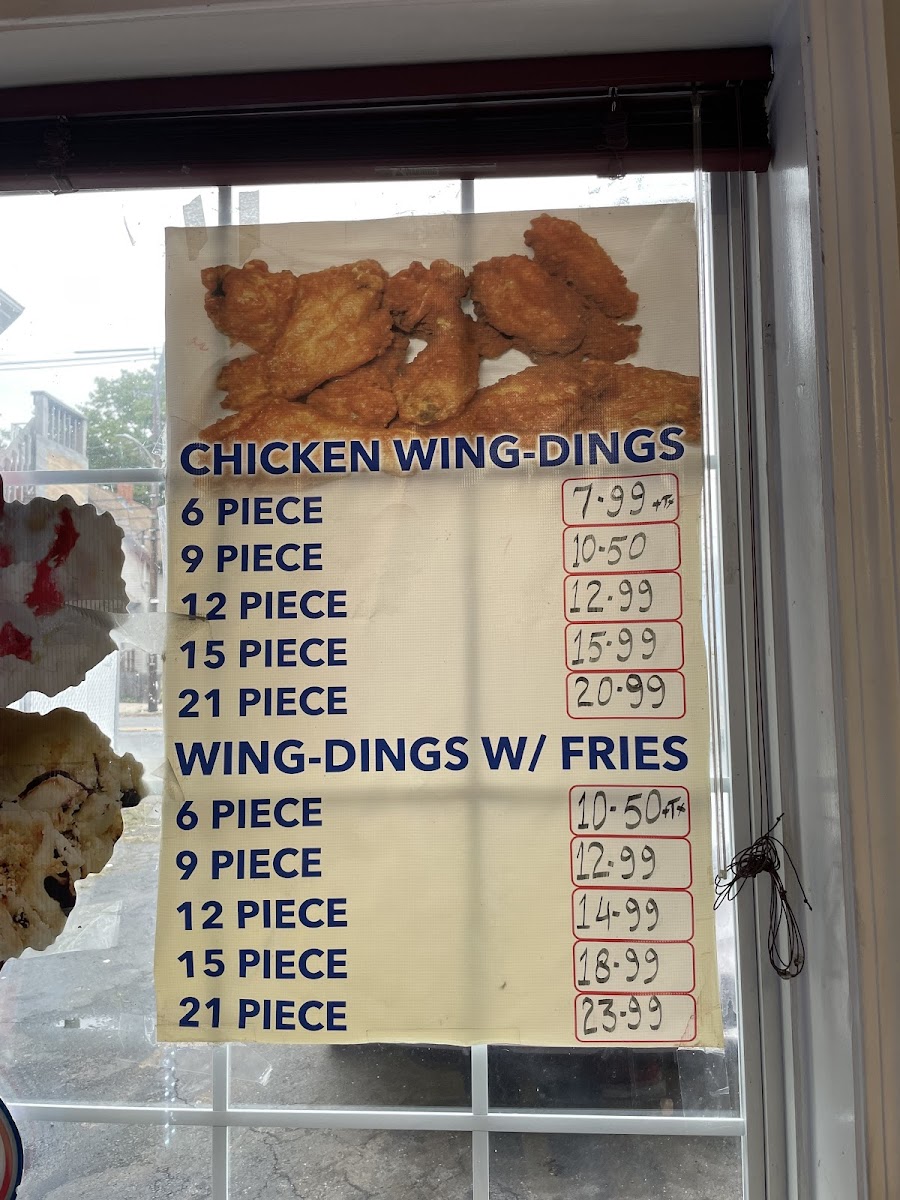 CHICKEN WING-DINGS
6 PIECE 7.99 +Tx
9 PIECE 10-50
12 PIECE 12.99
15 PIECE 15-99
21 PIECE 20-99
WING-DINGS W/ FRIES
6 PIECE 10-50+Tx
9 PIECE 12.99
12 PIECE 14-99
15 PIECE 18-99
21 PIECE 23-99